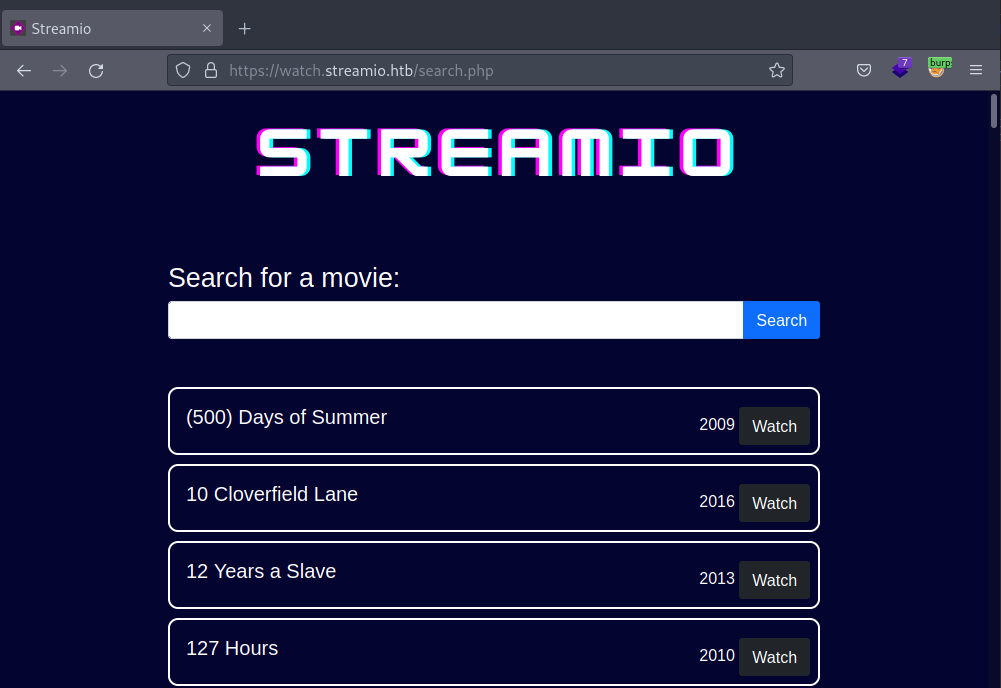 Streamio
https://watch.streamio.htb/search.php
7
burp
STREAMIO
Search for a movie:
Search
(500) Days of Summer
2009 Watch
10 Cloverfield Lane
2016 Watch
12 Years a Slave
2013 Watch
127 Hours
2010 Watch